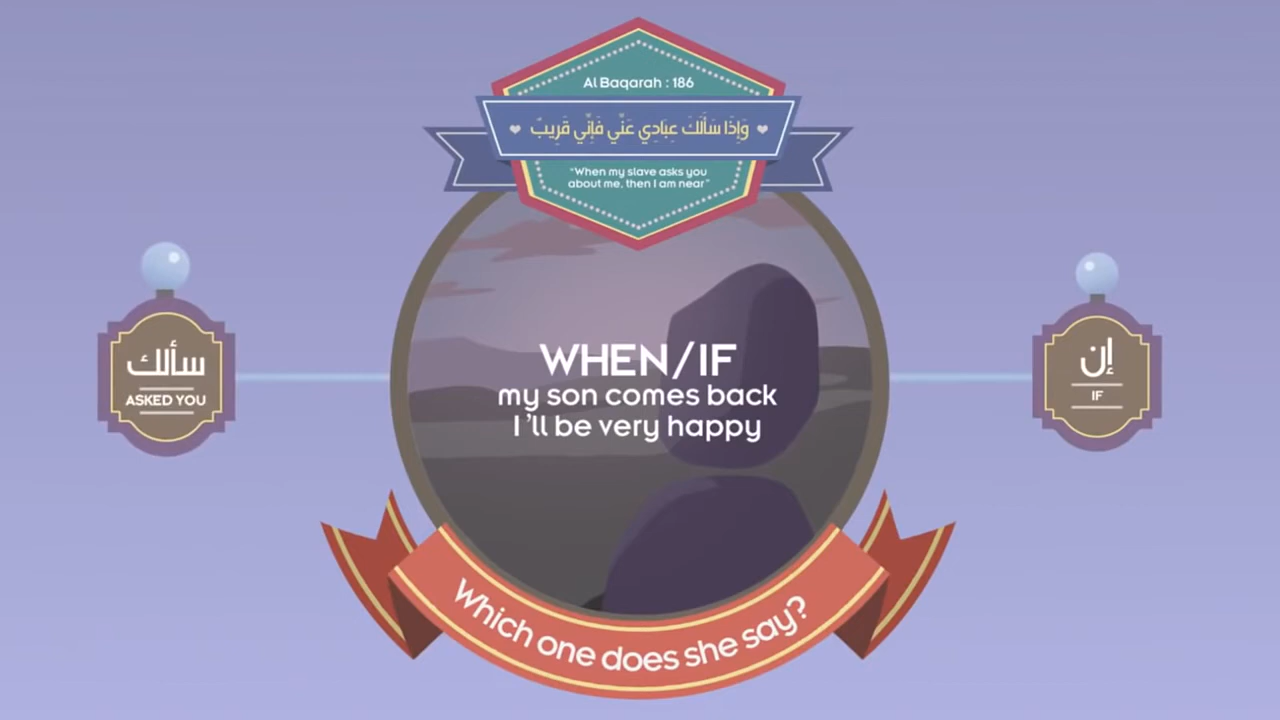 Al Baqarah : 186
وَإِذَا سَأَلَكَ عِبَادِي عَنِّي فَإِنِّي قَرِيبٌ
"When my slave asks you
about me, then I am near"
سألك
ASKED YOU
WHEN/IF
my son comes back
I 'll be very happy
إن
IF
Which one does she say?